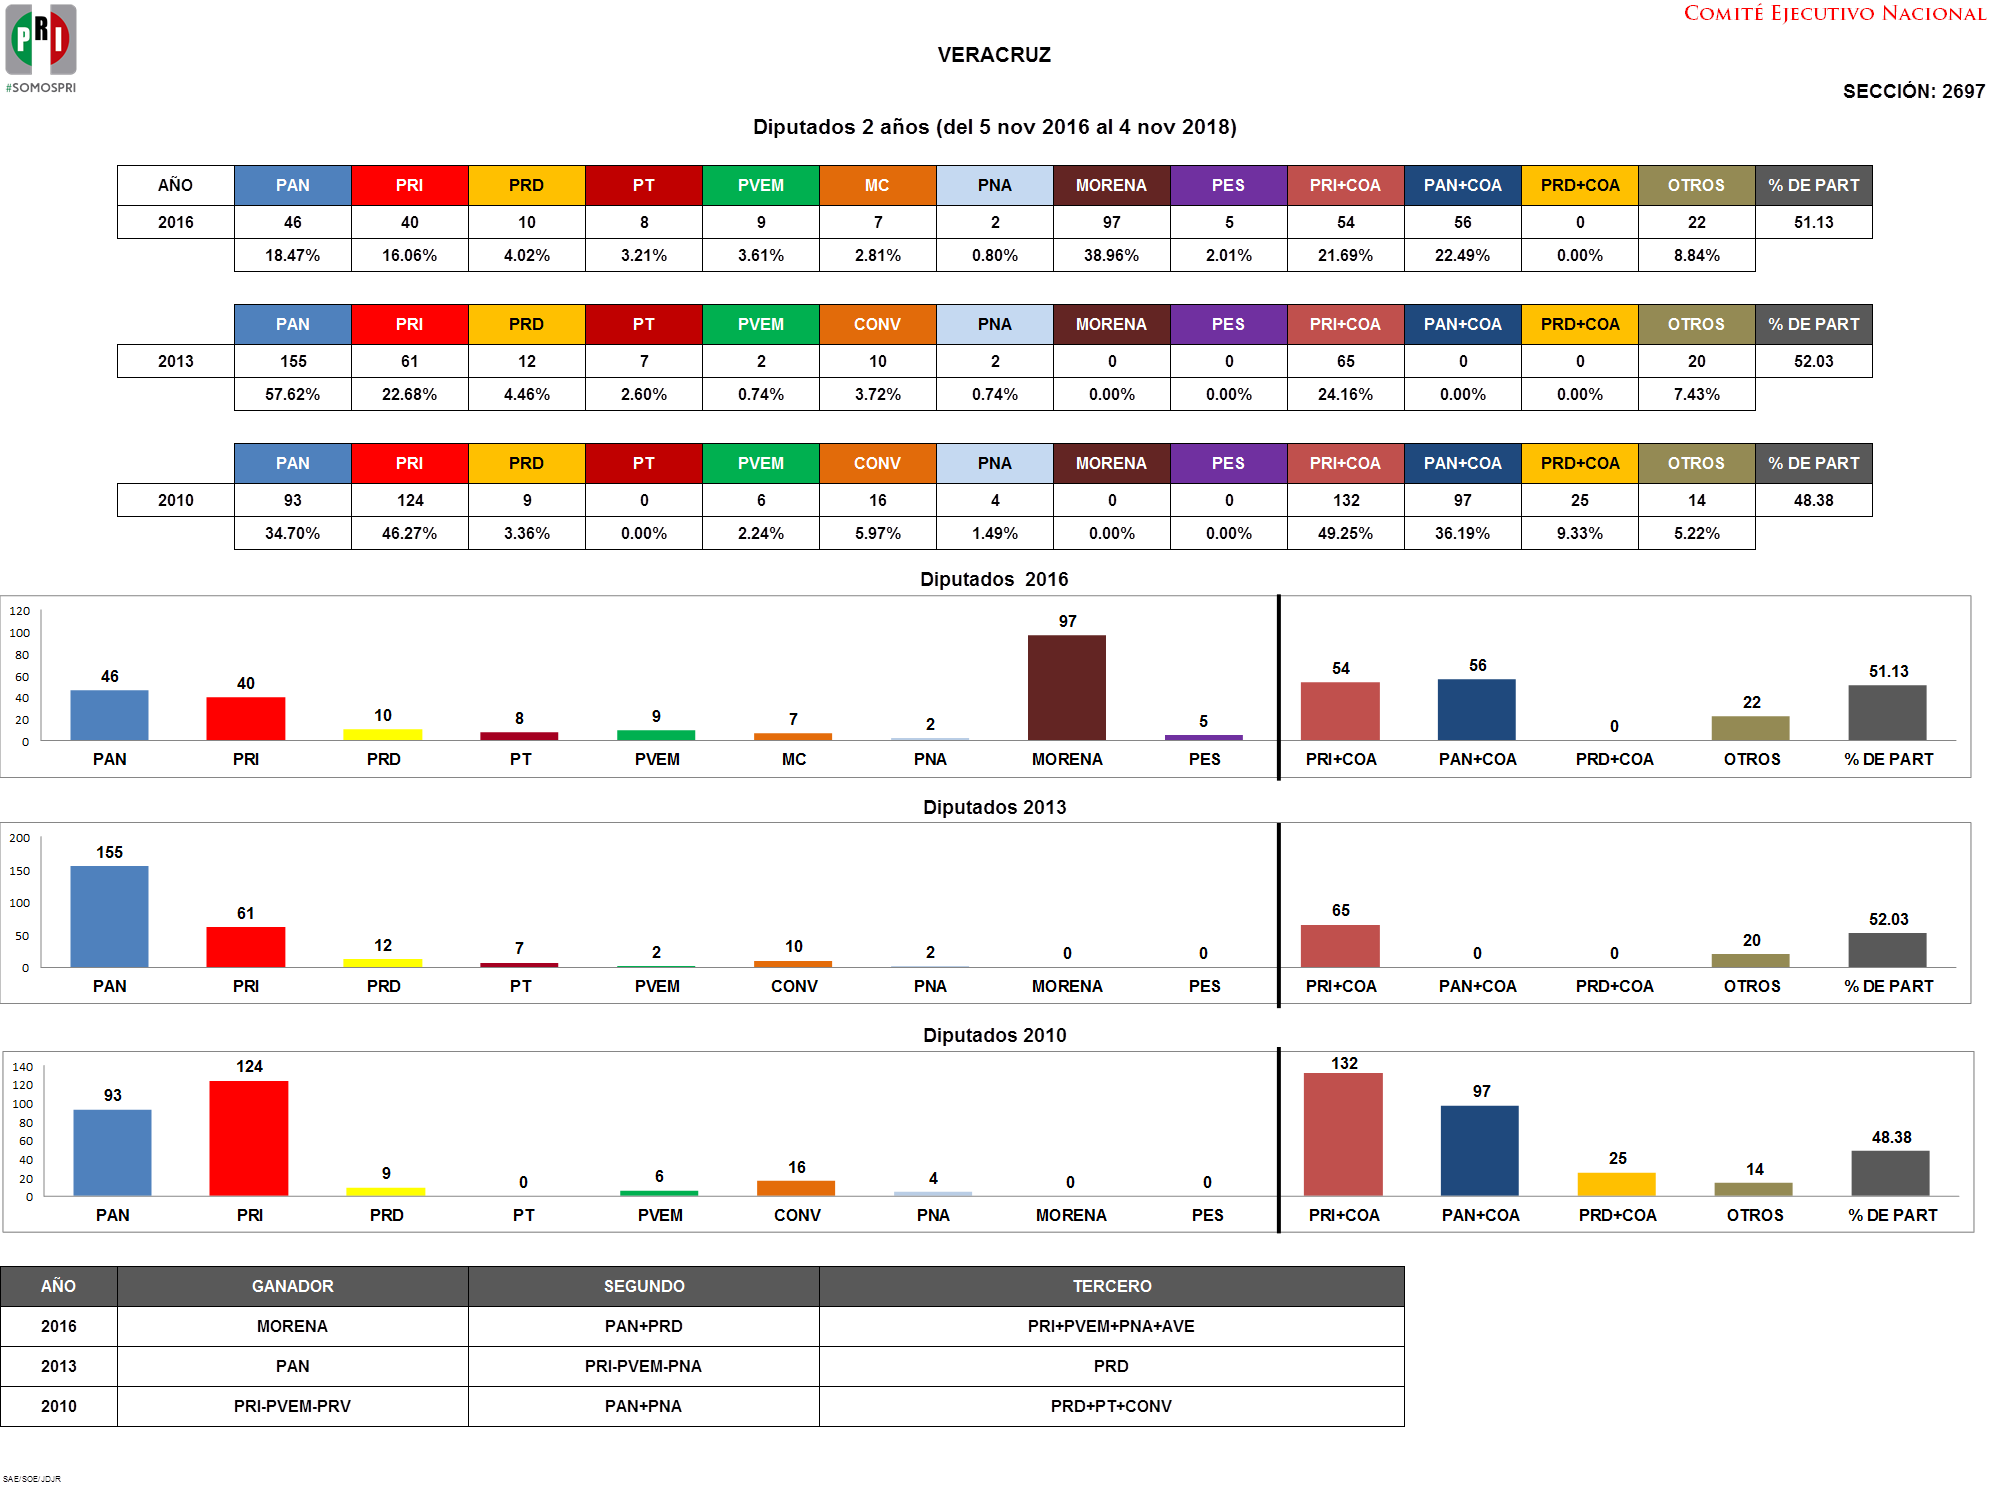 PRI
#SOMOSPRI
Comité Ejecutivo Nacional
VERACRUZ
SECCIÓN: 2697
Diputados 2 años (del 5 nov 2016 al 4 nov 2018)
AÑO PAN PRI PRD PT PVEM MC PNA MORENA PES PRI+COA PAN+COA PRD+COA OTROS % DE PART
2016 46 40 10 8 9 7 2 97 5 54 56 0 22 51.13
18.47% 16.06% 4.02% 3.21% 3.61% 2.81% 0.80% 38.96% 2.01% 21.69% 22.49% 0.00% 8.84%
PAN PRI PRD PT PVEM CONV PNA MORENA PES PRI+COA PAN+COA PRD+COA OTROS % DE PART
2013 155 61 12 7 2 10 2 0 0 65 0 0 20 52.03
57.62% 22.68% 4.46% 2.60% 0.74% 3.72% 0.74% 0.00% 0.00% 24.16% 0.00% 0.00% 7.43%
PAN PRI PRD PT PVEM CONV PNA MORENA PES PRI+COA PAN+COA PRD+COA OTROS % DE PART
2010 93 124 9 0 6 16 4 0 0 132 97 25 14 48.38
34.70% 46.27% 3.36% 0.00% 2.24% 5.97% 1.49% 0.00% 0.00% 49.25% 36.19% 9.33% 5.22%
Diputados 2016
120
100
80
60
40
20
0
46 40 10 8 9 7 2 97 5 54 56 0 22 51.13
PAN PRI PRD PT PVEM MC PNA MORENA PES PRI+COA PAN+COA PRD+COA OTROS % DE PART
Diputados 2013
200
150
100
50
0
155 61 12 7 2 10 2 0 0 65 0 0 20 52.03
PAN PRI PRD PT PVEM CONV PNA MORENA PES PRI+COA PAN+COA PRD+COA OTROS % DE PART
Diputados 2010
140
120
100
80
60
40
20
0
93 124 9 0 6 16 4 0 0 132 97 25 14 48.38
PAN PRI PRD PT PVEM CONV PNA MORENA PES PRI+COA PAN+COA PRD+COA OTROS % DE PART
AÑO GANADOR SEGUNDO TERCERO
2016 MORENA PAN+PRD PRI+PVEM+PNA+AVE
2013 PAN PRI-PVEM-PNA PRD
2010 PRI-PVEM-PRV PAN+PNA PRD+PT+CONV
SAE/SOE/JDJR